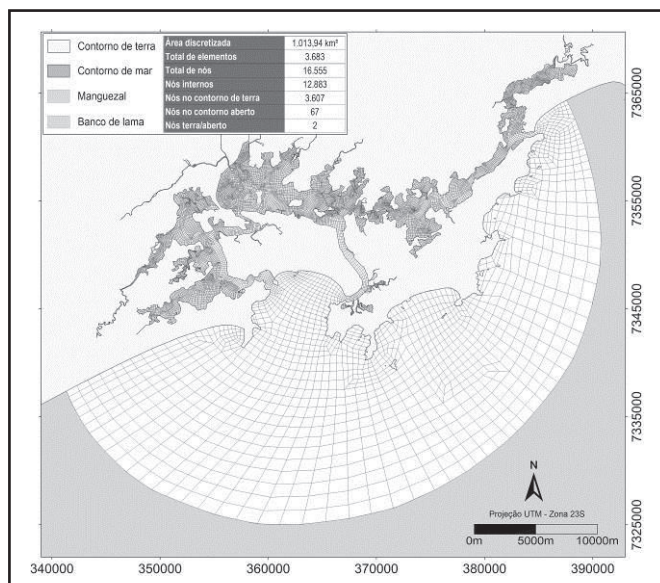 Contorno de terra
Contorno de mar
Manguezal
Banco de lama
Área discretizada 1.013,94 km²
Total de elementos 3.683
Total de nós 16.555
Nós internos 12.883
Nós no contorno de terra 3.607
Nós no contorno aberto 67
Nós terra/aberto 2
7365000
7355000
7345000
7335000
7325000
N
Projeção UTM - Zona 23S
0m 5000m 10000m
340000 350000 360000 370000 380000 390000